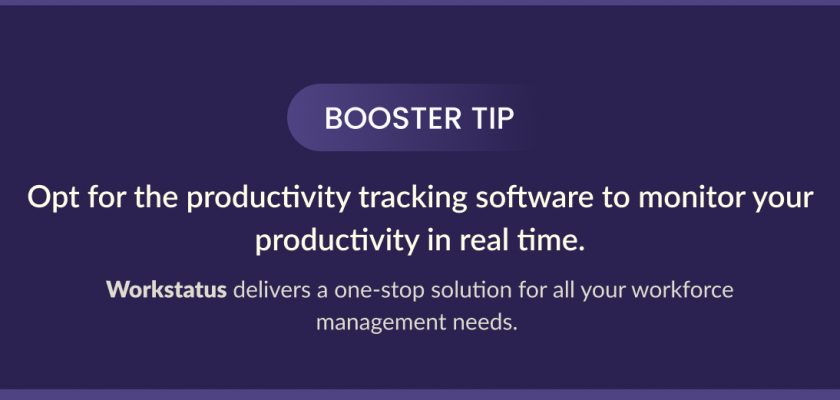 BOOSTER TIP
Opt for the productivity tracking software to monitor your
productivity in real time.
Workstatus delivers a one-stop solution for all your workforce
management needs.